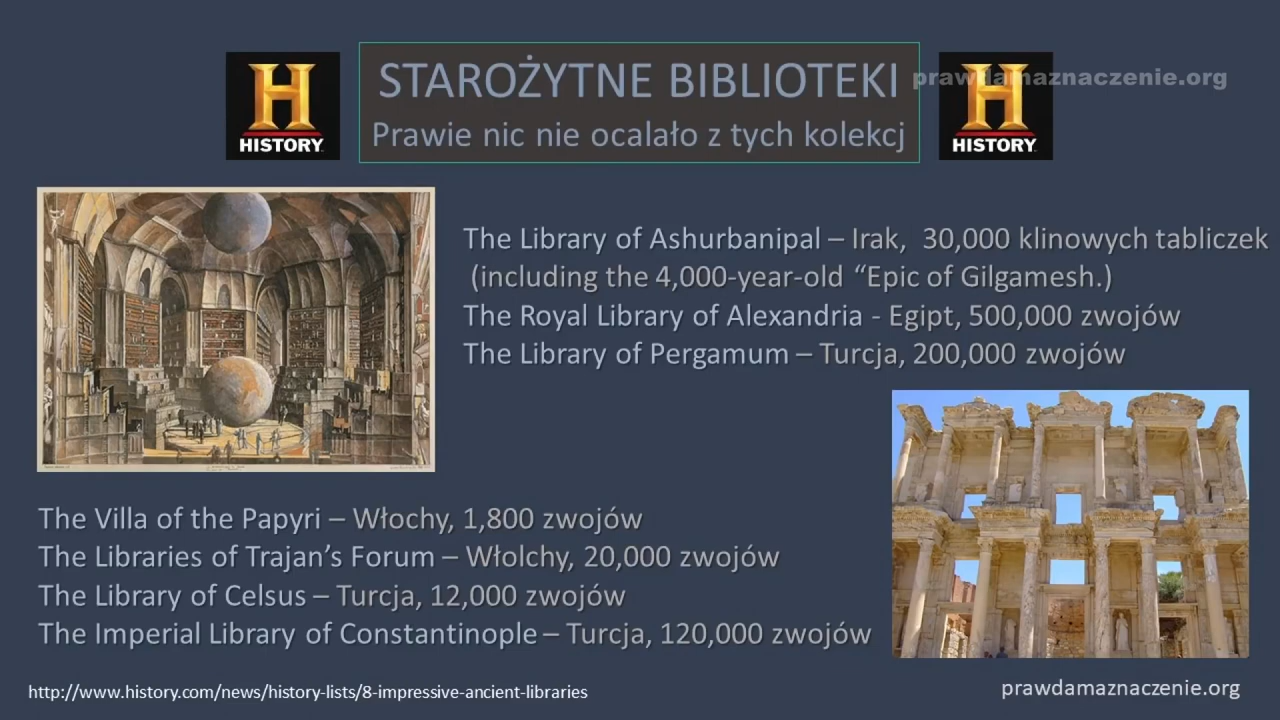 STAROŻYTNE BIBLIOTEKI
Prawie nic nie ocalało z tych kolekcj
HISTORY
HISTORY
prawdamaznaczenie.org
The Library of Ashurbanipal – Irak, 30,000 klinowych tabliczek
(including the 4,000-year-old “Epic of Gilgamesh.)
The Royal Library of Alexandria - Egipt, 500,000 zwojów
The Library of Pergamum – Turcja, 200,000 zwojów
The Villa of the Papyri – Włochy, 1,800 zwojów
The Libraries of Trajan’s Forum – Włolchy, 20,000 zwojów
The Library of Celsus – Turcja, 12,000 zwojów
The Imperial Library of Constantinople – Turcja, 120,000 zwojów
http://www.history.com/news/history-lists/8-impressive-ancient-libraries
prawdamaznaczenie.org